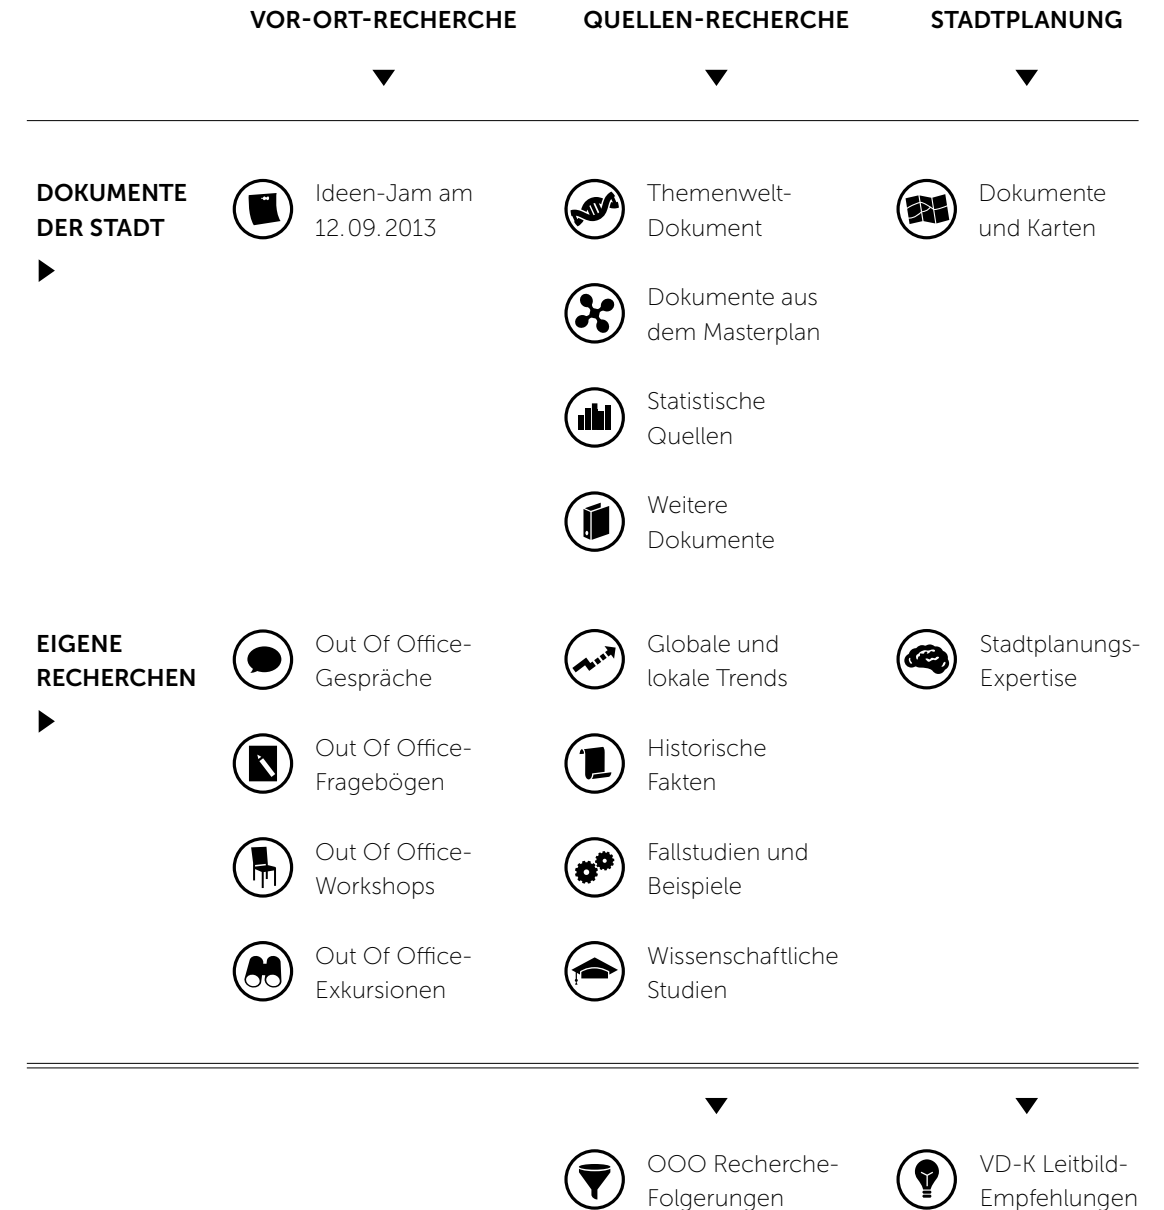 VOR-ORT-RECHERCHE
QUELLEN-RECHERCHE
STADTPLANUNG
DOKUMENTE
DER STADT
Ideen-Jam am
12.09.2013
Themenwelt-
Dokument
Dokumente
und Karten
Dokumente aus
dem Masterplan
Statistische
Quellen
Weitere
Dokumente
EIGENE
RECHERCHEN
Out Of Office-
Gespräche
Globale und
lokale Trends
Stadtplanungs-
Expertise
Out Of Office-
Fragebögen
Historische
Fakten
Out Of Office-
Workshops
Fallstudien und
Beispiele
Out Of Office-
Exkursionen
Wissenschaftliche
Studien
OOO Recherche-
Folgerungen
VD-K Leitbild-
Empfehlungen